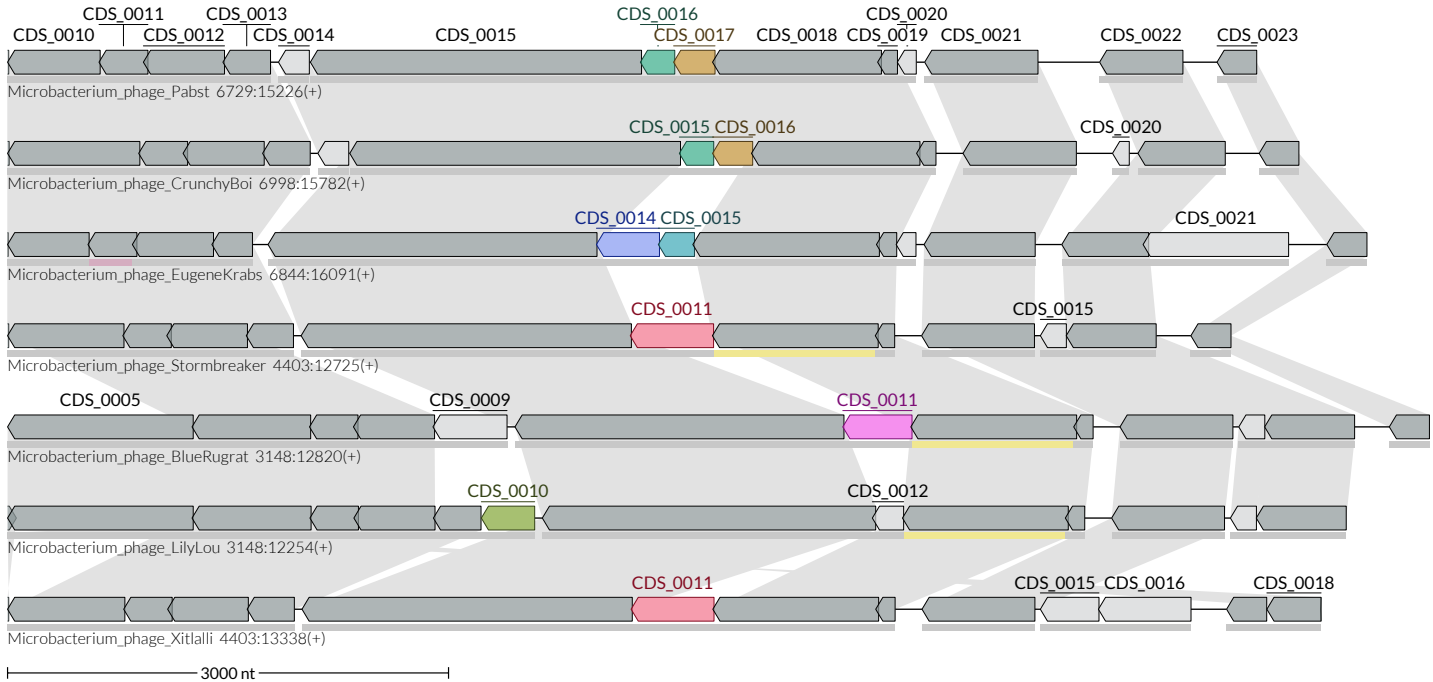 CDS_0011 CDS_0013 CDS_0016 CDS_0020
CDS_0010 CDS_0012 CDS_0014 CDS_0015 CDS_0017 CDS_0018 CDS_0019 CDS_0021 CDS_0022 CDS_0023
Microbacterium_phage_Pabst 6729:15226(+)
CDS_0015 CDS_0016 CDS_0020
Microbacterium_phage_CrunchyBoi 6998:15782(+)
CDS_0014 CDS_0015 CDS_0021
Microbacterium_phage_EugeneKrabs 6844:16091(+)
CDS_0011 CDS_0015
Microbacterium_phage_Stormbreaker 4403:12725(+)
CDS_0005 CDS_0009 CDS_0011
Microbacterium_phage_BlueRugrat 3148:12820(+)
CDS_0010 CDS_0012
Microbacterium_phage_LilyLou 3148:12254(+)
CDS_0011 CDS_0015 CDS_0016 CDS_0018
Microbacterium_phage_Xitlalli 4403:13338(+)
3000 nt